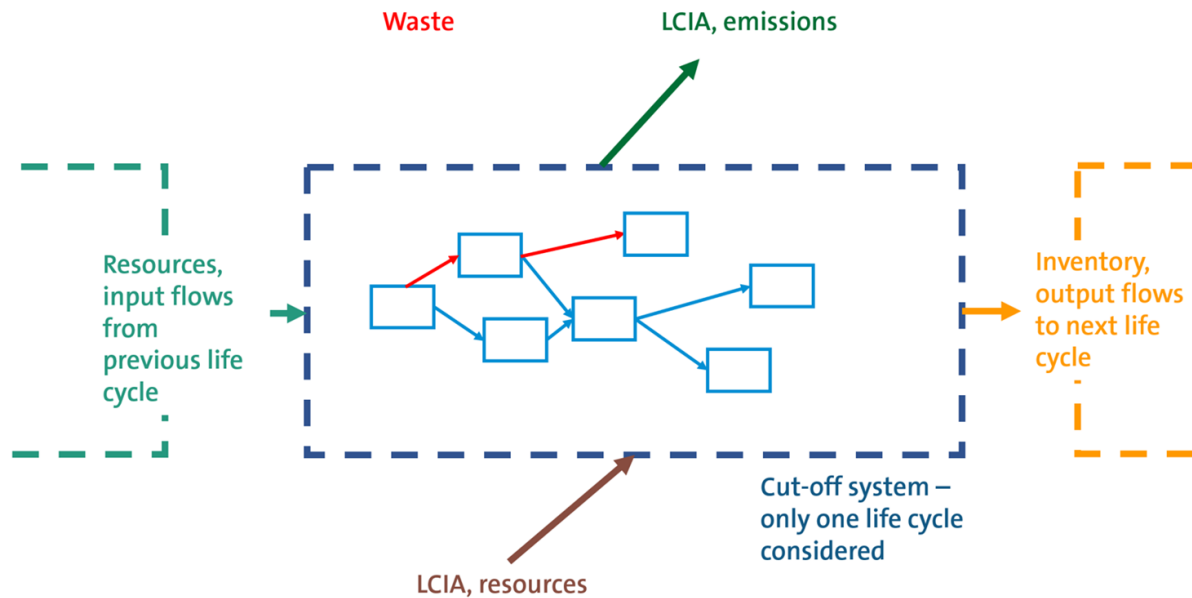 Waste
LCIA, emissions
Resources,
input flows
from
previous life
cycle
Inventory,
output flows
to next life
cycle
Cut-off system –
only one life cycle
considered
LCIA, resources